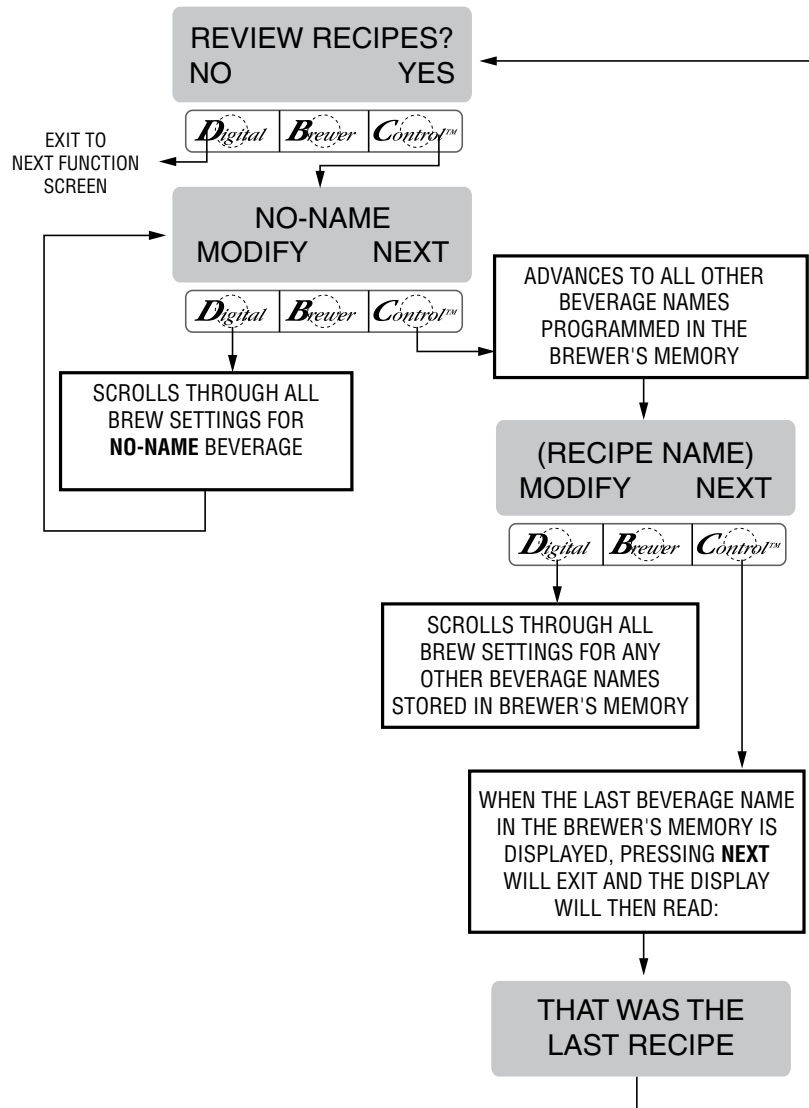 REVIEW RECIPES?
NO YES
Digital Brewer Control™
EXIT TO
NEXT FUNCTION
SCREEN
NO-NAME
MODIFY NEXT
Digital Brewer Control™
ADVANCES TO ALL OTHER
BEVERAGE NAMES
PROGRAMMED IN THE
BREWER'S MEMORY
SCROLLS THROUGH ALL
BREW SETTINGS FOR
NO-NAME BEVERAGE
(RECIPE NAME)
MODIFY NEXT
Digital Brewer Control™
SCROLLS THROUGH ALL
BREW SETTINGS FOR ANY
OTHER BEVERAGE NAMES
STORED IN BREWER'S MEMORY
WHEN THE LAST BEVERAGE NAME
IN THE BREWER'S MEMORY IS
DISPLAYED, PRESSING NEXT
WILL EXIT AND THE DISPLAY
WILL THEN READ:
THAT WAS THE
LAST RECIPE